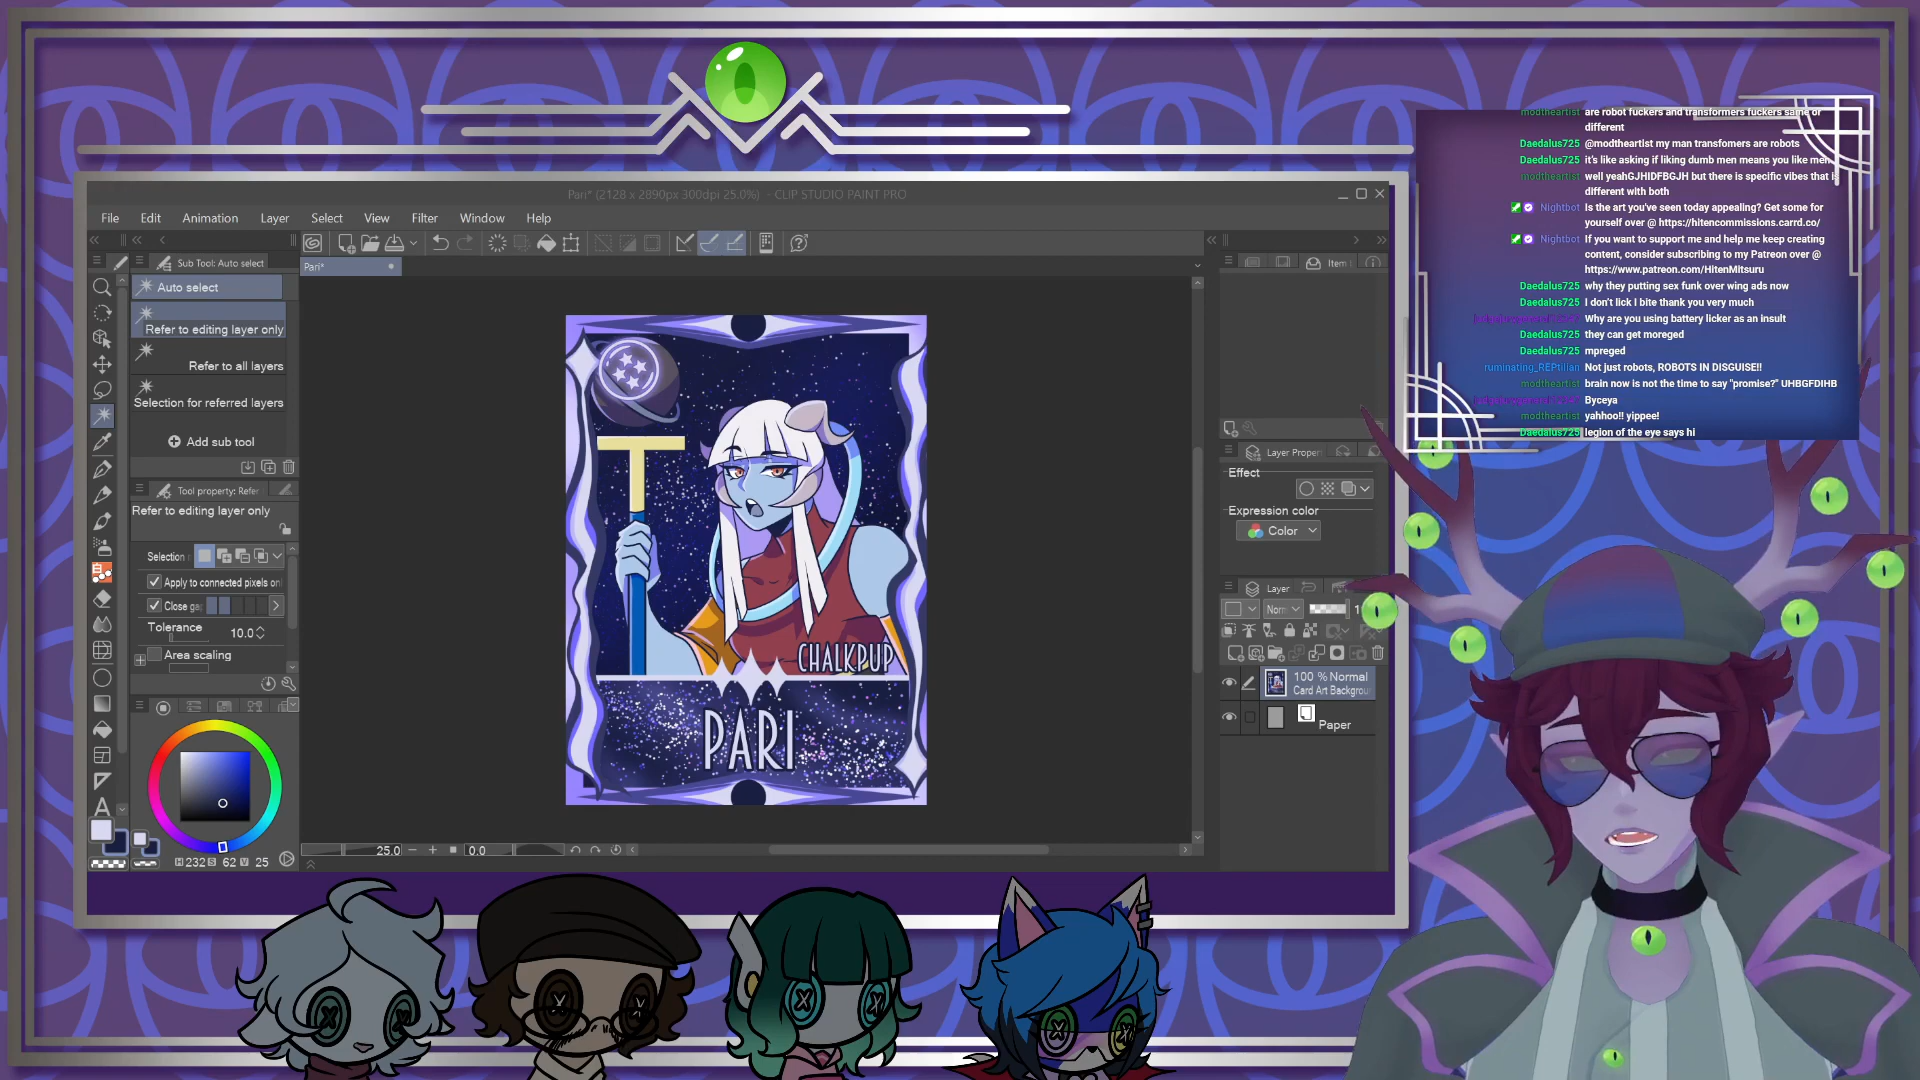 Pari* (2128 x 2890px 300dpi 25.0%) - CLIP STUDIO PAINT PRO
File Edit Animation Layer Select View Filter Window Help
Sub Tool: Auto select
Pari*
Auto select
Refer to editing layer only
Refer to all layers
Selection for referred layers
Add sub tool
Tool property: Refer
Refer to editing layer only
Selection
Apply to connected pixels onl
Close ga
Tolerance
10.0
Area scaling
H 232 S 62 V 25
25.0
0.0
CHALKPUP
PARI
Item
Layer Proper
Effect
Expression color
Color
Layer
Norm
100 % Normal
Card Art Backgroun
Paper
modtheartist are robot fuckers and transformers fuckers same or
different
Daedalus725 @modtheartist my man transfomers are robots
Daedalus725 it's like asking if liking dumb men means you like men
modtheartist well yeahGJHIDFBGJH but there is specific vibes that is
different with both
Nightbot Is the art you've seen today appealing? Get some for
yourself over @ https://hitencommissions.carrd.co/
Nightbot If you want to support me and help me keep creating
content, consider subscribing to my Patreon over @
https://www.patreon.com/HitenMitsuru
Daedalus725 why they putting sex funk over wing ads now
Daedalus725 I don't lick I bite thank you very much
Why are you using battery licker as an insult
Daedalus725 they can get moreged
Daedalus725 mpreged
ruminating_REPtilian Not just robots, ROBOTS IN DISGUISE!!
modtheartist brain now is not the time to say "promise?" UHBGFDIHB
Byceya
modtheartist yahhoo!! yippee!
Daedalus725 legion of the eye says hi